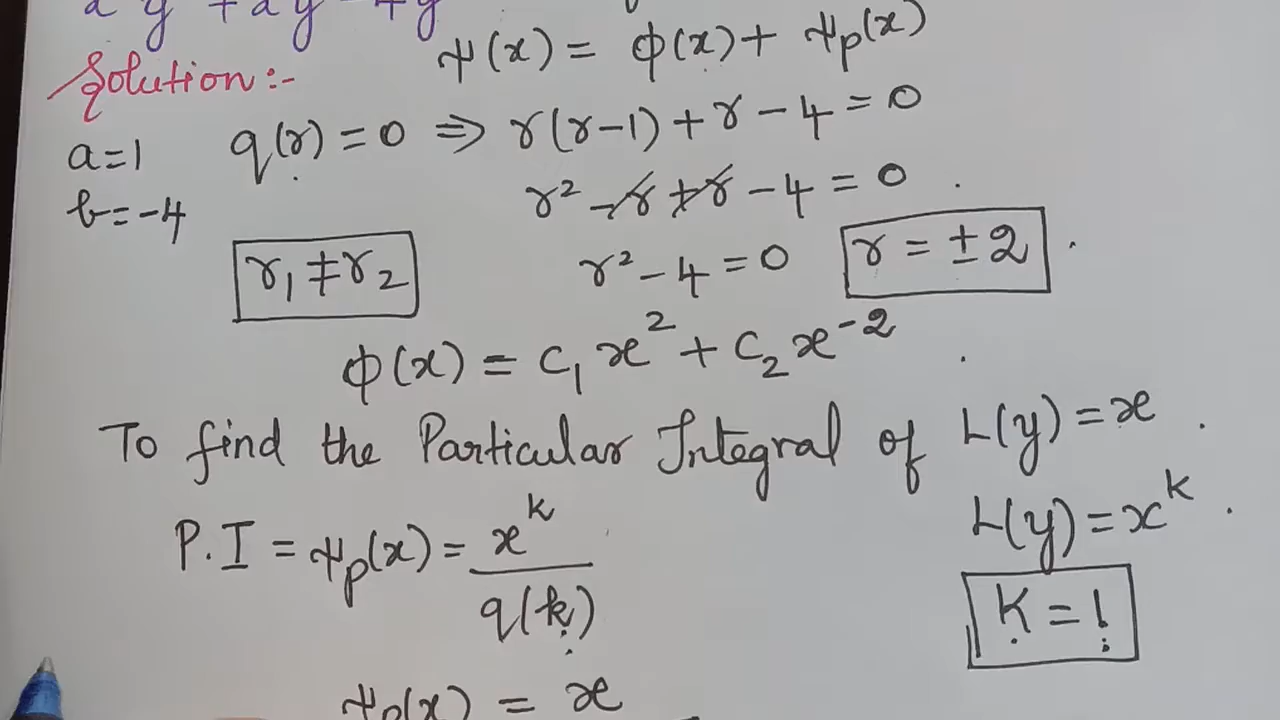 Solution:-
ψ(x) = ϕ(x) + ψp(x)
a=1 q(r) = 0 ⇒ r(r-1) + r - 4 = 0
b=-4 r² - r + r - 4 = 0
r₁ ≠ r₂ r² - 4 = 0 r = ± 2
ϕ(x) = C₁ x² + C₂ x⁻²
To find the Particular Integral of L(y) = x
P.I = ψp(x) = x^k / q(k) L(y) = x^k
K = 1
ψp(x) = x